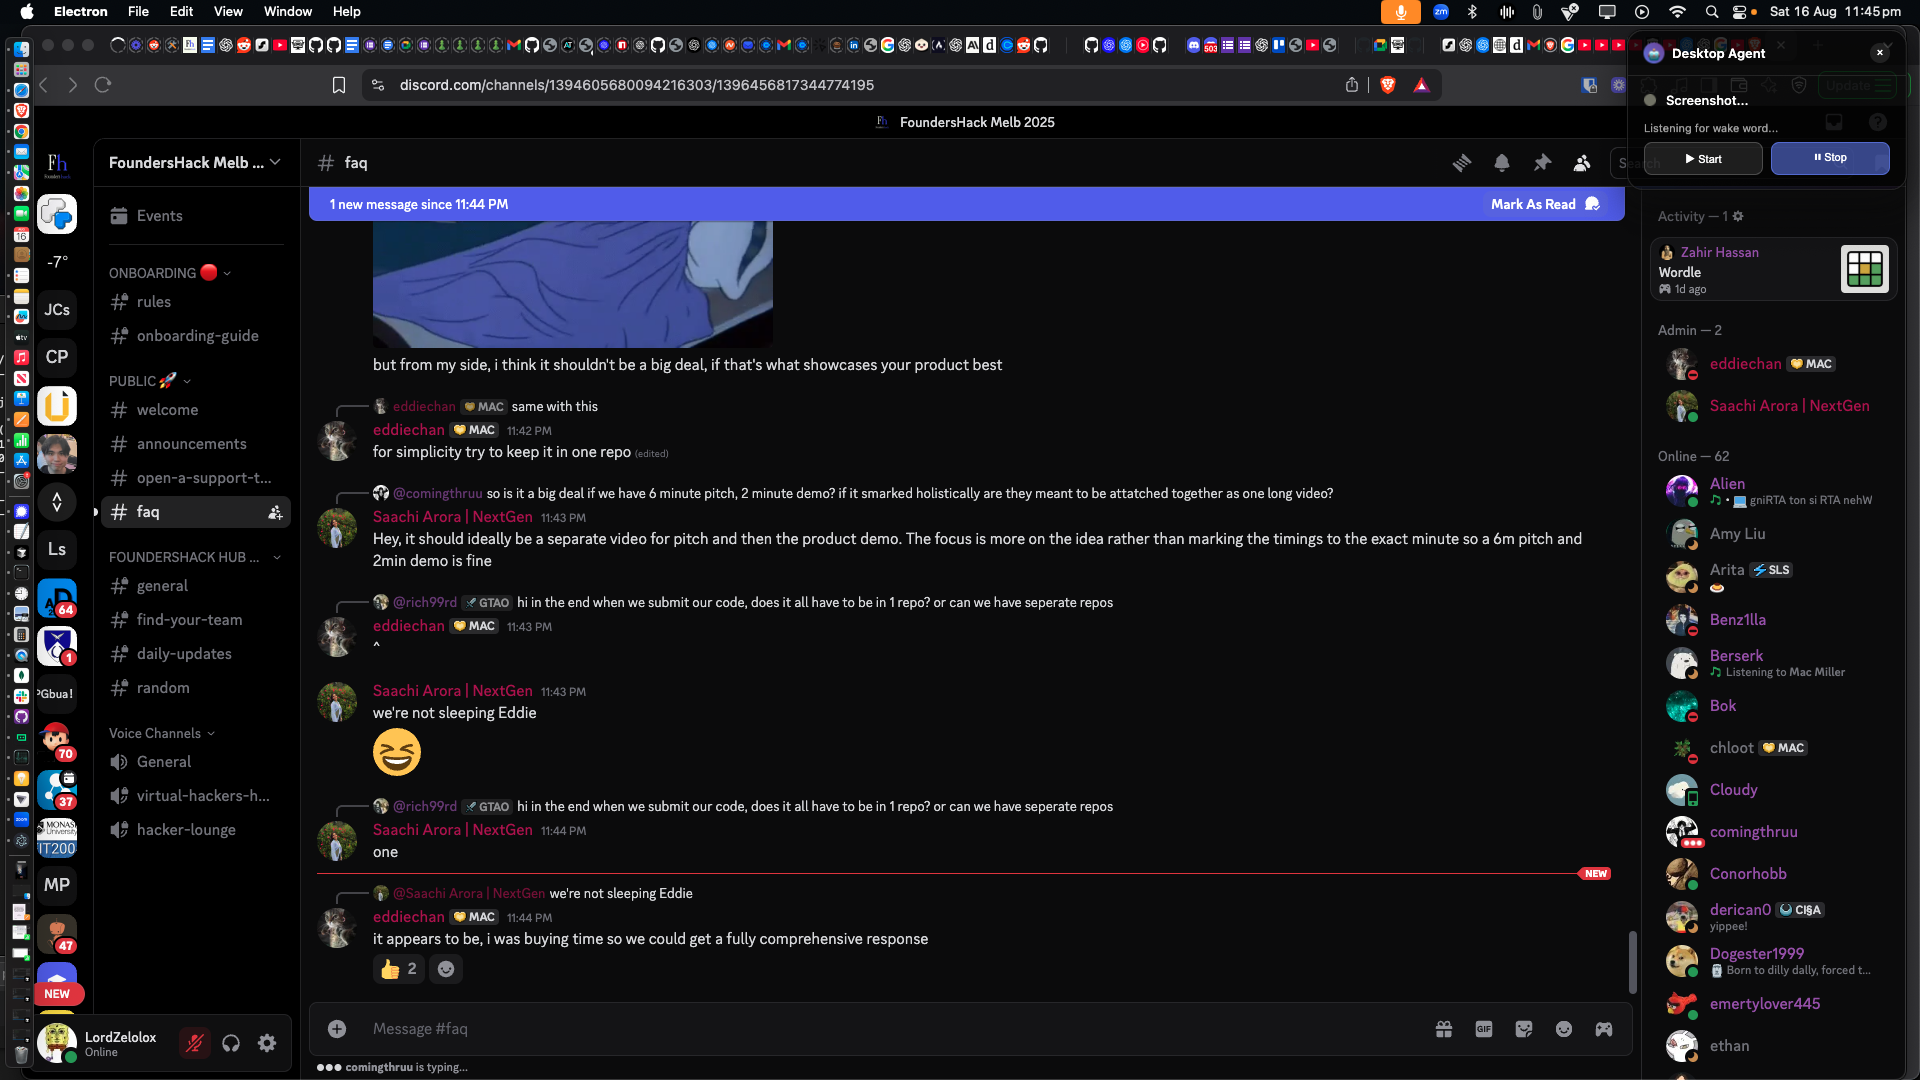 Electron File Edit View Window Help
zm
Sat 16 Aug 11:45 pm
discord.com/channels/1394605680094216303/1396456817344774195
Update
Desktop Agent
Screenshot...
Listening for wake word...
Start
Stop
FoundersHack Melb 2025
Fh
-7°
JCs
CP
Ls
64
1
PGbua!
70
37
MONASH University
FIT200
MP
47
NEW
FoundersHack Melb ...
Events
ONBOARDING
rules
onboarding-guide
PUBLIC
welcome
announcements
open-a-support-t...
faq
FOUNDERSHACK HUB ...
general
find-your-team
daily-updates
random
Voice Channels
General
virtual-hackers-h...
hacker-lounge
LordZelolox
Online
# faq
Search
1 new message since 11:44 PM
Mark As Read
but from my side, i think it shouldn't be a big deal, if that's what showcases your product best
eddiechan MAC same with this
eddiechan MAC 11:42 PM
for simplicity try to keep it in one repo (edited)
@comingthruu so is it a big deal if we have 6 minute pitch, 2 minute demo? if it smarked holistically are they meant to be attatched together as one long video?
Saachi Arora | NextGen 11:43 PM
Hey, it should ideally be a separate video for pitch and then the product demo. The focus is more on the idea rather than marking the timings to the exact minute so a 6m pitch and
2min demo is fine
@rich99rd GTAO hi in the end when we submit our code, does it all have to be in 1 repo? or can we have seperate repos
eddiechan MAC 11:43 PM
^
Saachi Arora | NextGen 11:43 PM
we're not sleeping Eddie
@rich99rd GTAO hi in the end when we submit our code, does it all have to be in 1 repo? or can we have seperate repos
Saachi Arora | NextGen 11:44 PM
one
NEW
@Saachi Arora | NextGen we're not sleeping Eddie
eddiechan MAC 11:44 PM
it appears to be, i was buying time so we could get a fully comprehensive response
2
Message #faq
GIF
comingthruu is typing...
Activity — 1
Zahir Hassan
Wordle
1d ago
Admin — 2
eddiechan MAC
Saachi Arora | NextGen
Online — 62
Alien
gniRTA ton si RTA nehW
Amy Liu
Arita SLS
Benz1lla
Berserk
Listening to Mac Miller
Bok
chloot MAC
Cloudy
comingthruu
Conorhobb
derican0 CI§A
yippee!
Dogester1999
Born to dilly dally, forced t...
emertylover445
ethan